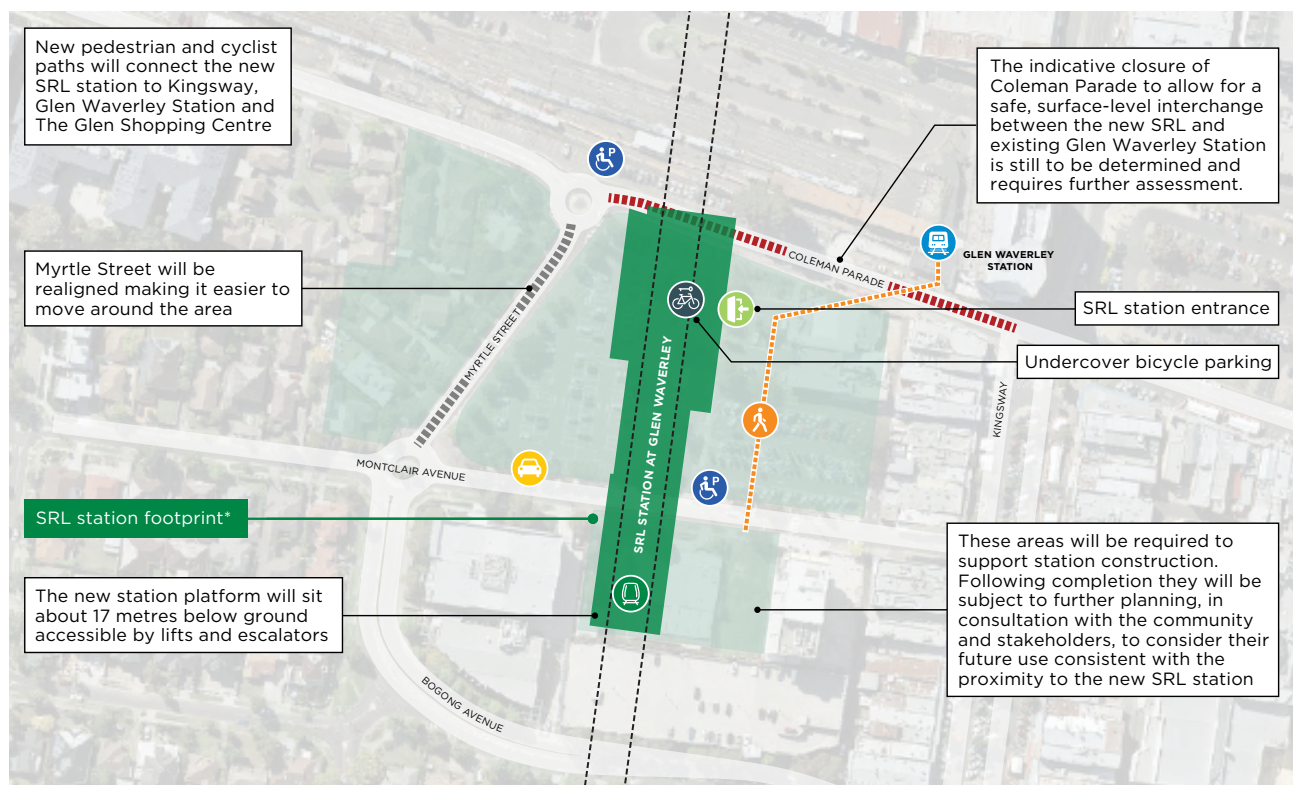 New pedestrian and cyclist
paths will connect the new
SRL station to Kingsway,
Glen Waverley Station and
The Glen Shopping Centre
The indicative closure of
Coleman Parade to allow for a
safe, surface-level interchange
between the new SRL and
existing Glen Waverley Station
is still to be determined and
requires further assessment.
P
Myrtle Street will be
realigned making it easier to
move around the area
COLEMAN PARADE
GLEN WAVERLEY
STATION
SRL station entrance
Undercover bicycle parking
MYRTLE STREET
SRL STATION AT GLEN WAVERLEY
KINGSWAY
MONTCLAIR AVENUE
P
SRL station footprint*
The new station platform will sit
about 17 metres below ground
accessible by lifts and escalators
These areas will be required to
support station construction.
Following completion they will be
subject to further planning, in
consultation with the community
and stakeholders, to consider their
future use consistent with the
proximity to the new SRL station
BOGONG AVENUE